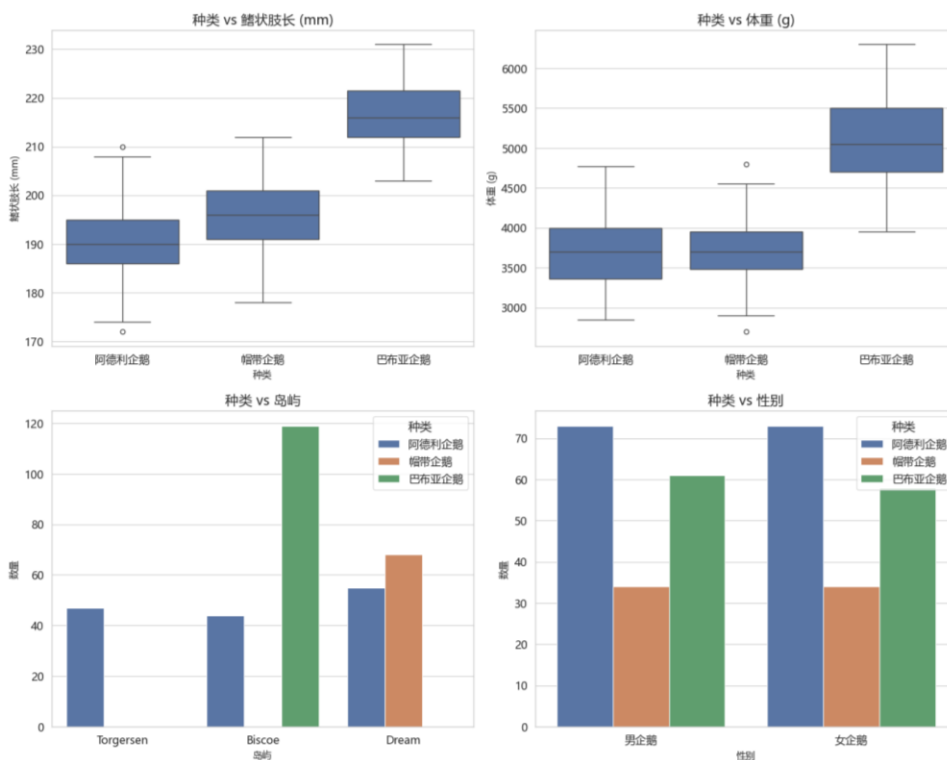 种类 vs 鳍状肢长 (mm)
鳍状肢长 (mm)
230
220
210
200
190
180
170
阿德利企鹅 帽带企鹅 巴布亚企鹅
种类
种类 vs 体重 (g)
体重 (g)
6000
5500
5000
4500
4000
3500
3000
阿德利企鹅 帽带企鹅 巴布亚企鹅
种类
种类 vs 岛屿
数量
120
100
80
60
40
20
0
种类
阿德利企鹅
帽带企鹅
巴布亚企鹅
Torgersen Biscoe Dream
岛屿
种类 vs 性别
数量
70
60
50
40
30
20
10
0
种类
阿德利企鹅
帽带企鹅
巴布亚企鹅
男企鹅 女企鹅
性别